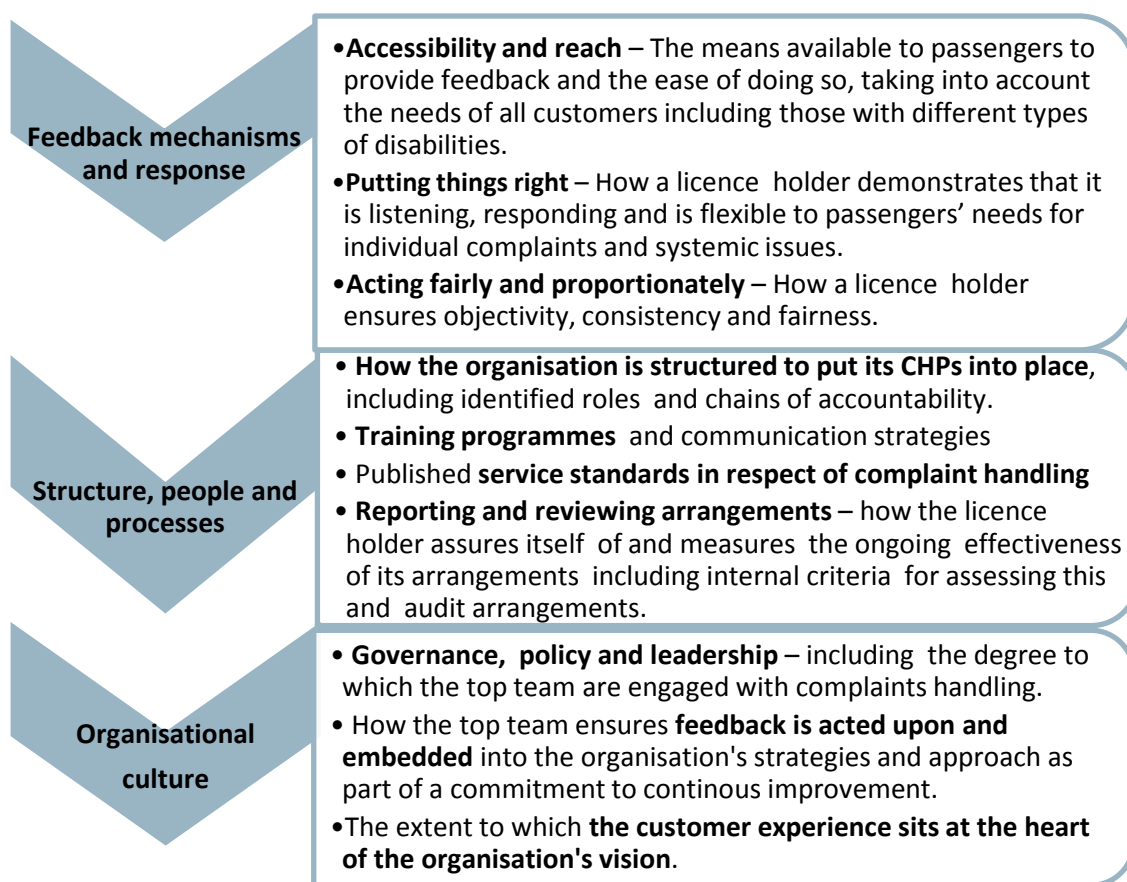 Feedback mechanisms
and response
•Accessibility and reach – The means available to passengers to
provide feedback and the ease of doing so, taking into account
the needs of all customers including those with different types
of disabilities.
•Putting things right – How a licence holder demonstrates that it
is listening, responding and is flexible to passengers’ needs for
individual complaints and systemic issues.
•Acting fairly and proportionately – How a licence holder
ensures objectivity, consistency and fairness.
Structure, people and
processes
• How the organisation is structured to put its CHPs into place,
including identified roles and chains of accountability.
• Training programmes and communication strategies
• Published service standards in respect of complaint handling
• Reporting and reviewing arrangements – how the licence
holder assures itself of and measures the ongoing effectiveness
of its arrangements including internal criteria for assessing this
and audit arrangements.
Organisational
culture
• Governance, policy and leadership – including the degree to
which the top team are engaged with complaints handling.
• How the top team ensures feedback is acted upon and
embedded into the organisation's strategies and approach as
part of a commitment to continous improvement.
•The extent to which the customer experience sits at the heart
of the organisation's vision.